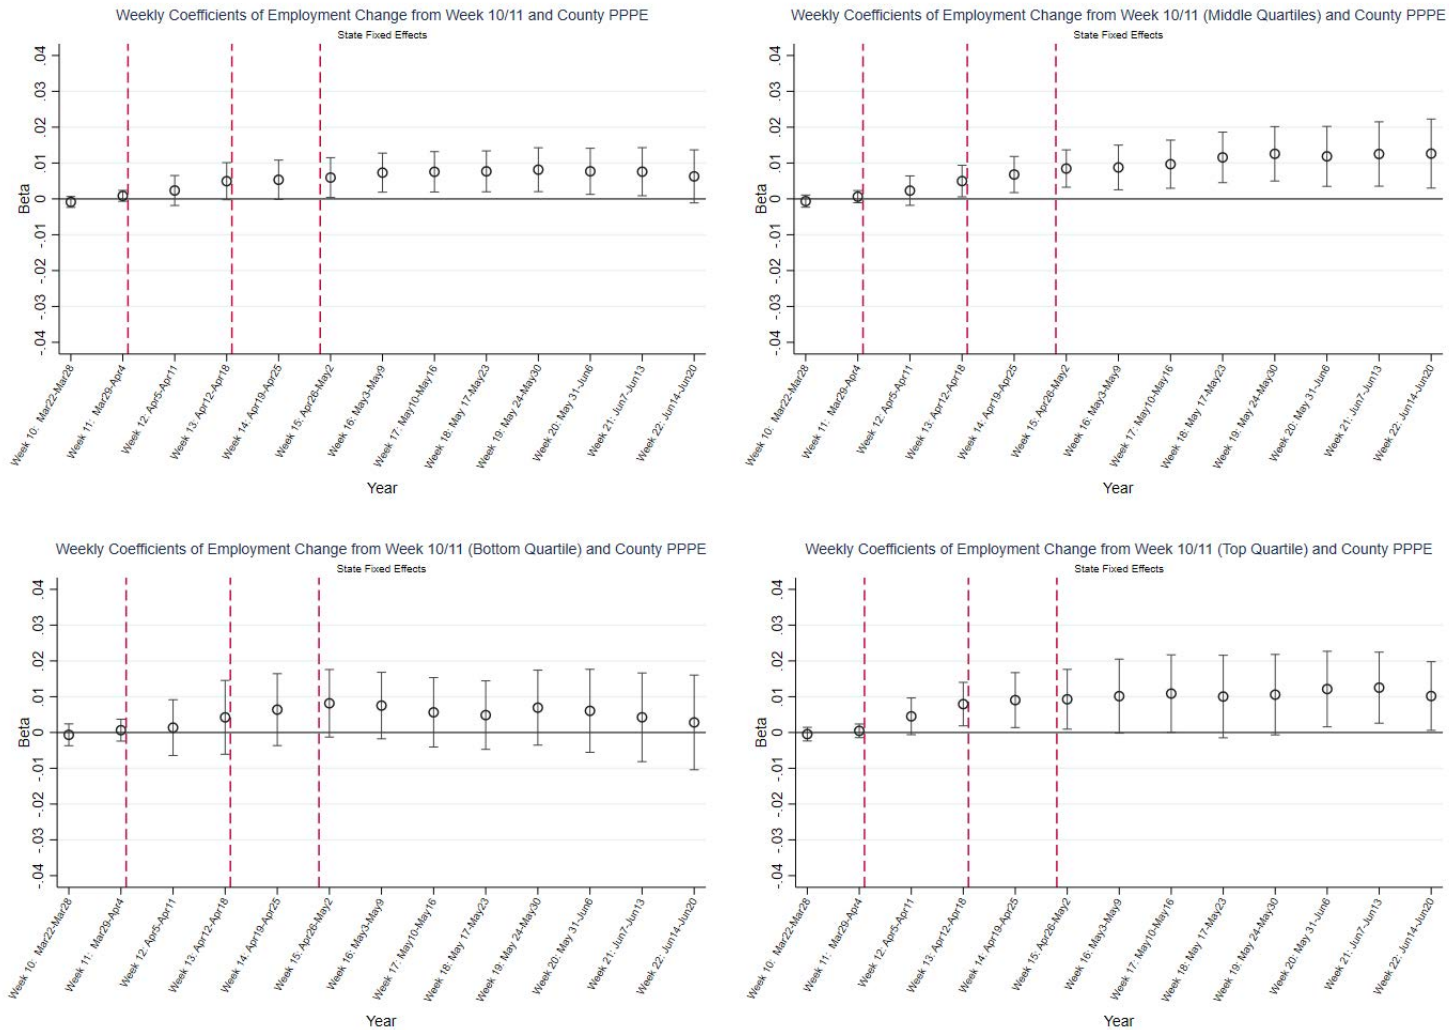 Weekly Coefficients of Employment Change from Week 10/11 and County PPPE
State Fixed Effects
.04
.03
.02
.01
0
-.01
-.02
-.03
-.04
Beta
Week 10: Mar22-Mar28
Week 11: Mar29-Apr4
Week 12: Apr5-Apr11
Week 13: Apr12-Apr18
Week 14: Apr19-Apr25
Week 15: Apr26-May2
Week 16: May3-May9
Week 17: May10-May16
Week 18: May 17-May23
Week 19: May 24-May30
Week 20: May 31-Jun6
Week 21: Jun7-Jun13
Week 22: Jun14-Jun20
Year
Weekly Coefficients of Employment Change from Week 10/11 (Middle Quartiles) and County PPPE
State Fixed Effects
.04
.03
.02
.01
0
-.01
-.02
-.03
-.04
Beta
Week 10: Mar22-Mar28
Week 11: Mar29-Apr4
Week 12: Apr5-Apr11
Week 13: Apr12-Apr18
Week 14: Apr19-Apr25
Week 15: Apr26-May2
Week 16: May3-May9
Week 17: May10-May16
Week 18: May 17-May23
Week 19: May 24-May30
Week 20: May 31-Jun6
Week 21: Jun7-Jun13
Week 22: Jun14-Jun20
Year
Weekly Coefficients of Employment Change from Week 10/11 (Bottom Quartile) and County PPPE
State Fixed Effects
.04
.03
.02
.01
0
-.01
-.02
-.03
-.04
Beta
Week 10: Mar22-Mar28
Week 11: Mar29-Apr4
Week 12: Apr5-Apr11
Week 13: Apr12-Apr18
Week 14: Apr19-Apr25
Week 15: Apr26-May2
Week 16: May3-May9
Week 17: May10-May16
Week 18: May 17-May23
Week 19: May 24-May30
Week 20: May 31-Jun6
Week 21: Jun7-Jun13
Week 22: Jun14-Jun20
Year
Weekly Coefficients of Employment Change from Week 10/11 (Top Quartile) and County PPPE
State Fixed Effects
.04
.03
.02
.01
0
-.01
-.02
-.03
-.04
Beta
Week 10: Mar22-Mar28
Week 11: Mar29-Apr4
Week 12: Apr5-Apr11
Week 13: Apr12-Apr18
Week 14: Apr19-Apr25
Week 15: Apr26-May2
Week 16: May3-May9
Week 17: May10-May16
Week 18: May 17-May23
Week 19: May 24-May30
Week 20: May 31-Jun6
Week 21: Jun7-Jun13
Week 22: Jun14-Jun20
Year